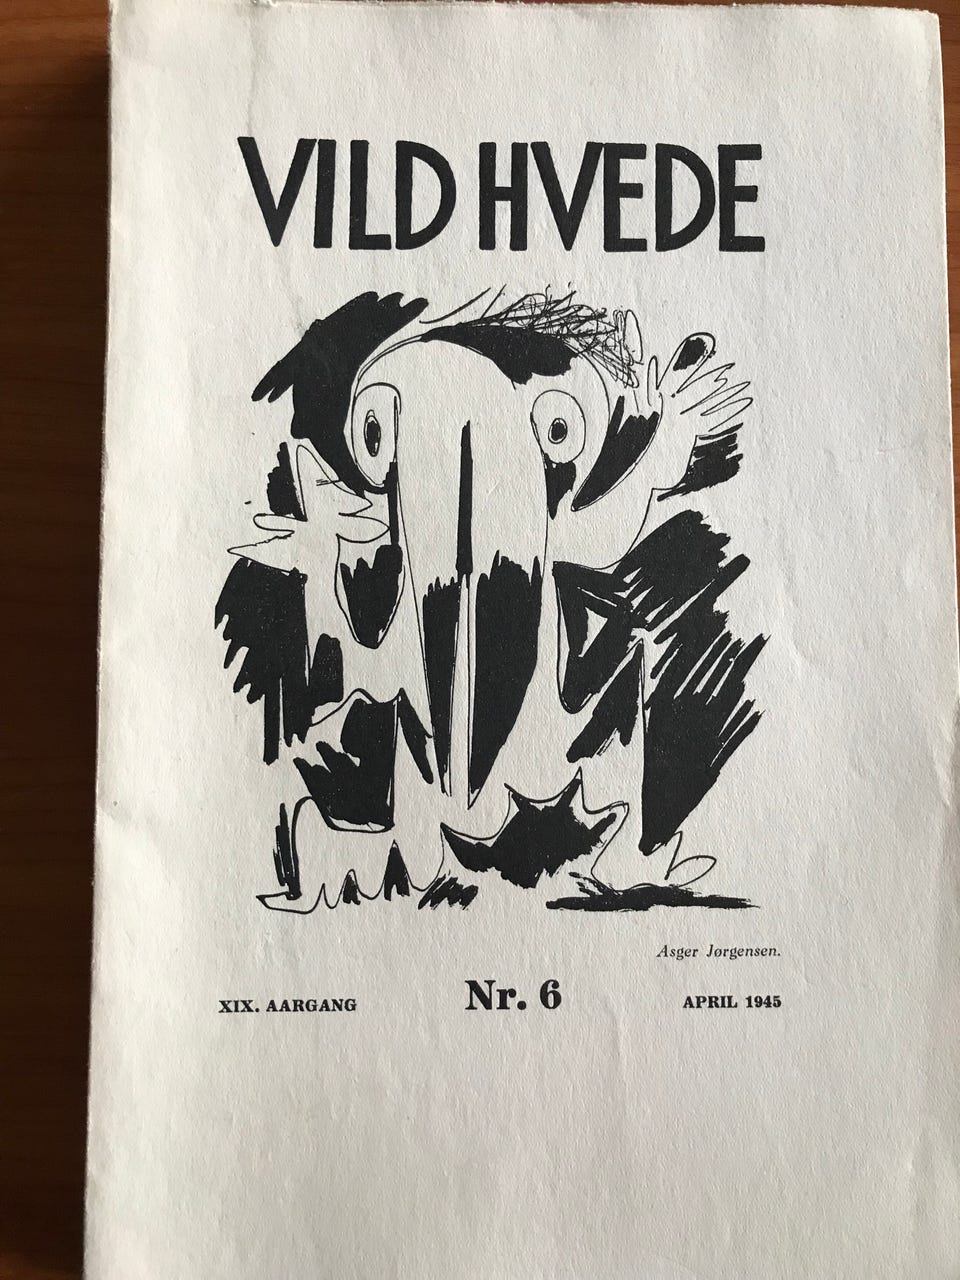 VILD HVEDE
Asger Jørgensen.
XIX. AARGANG Nr. 6 APRIL 1945